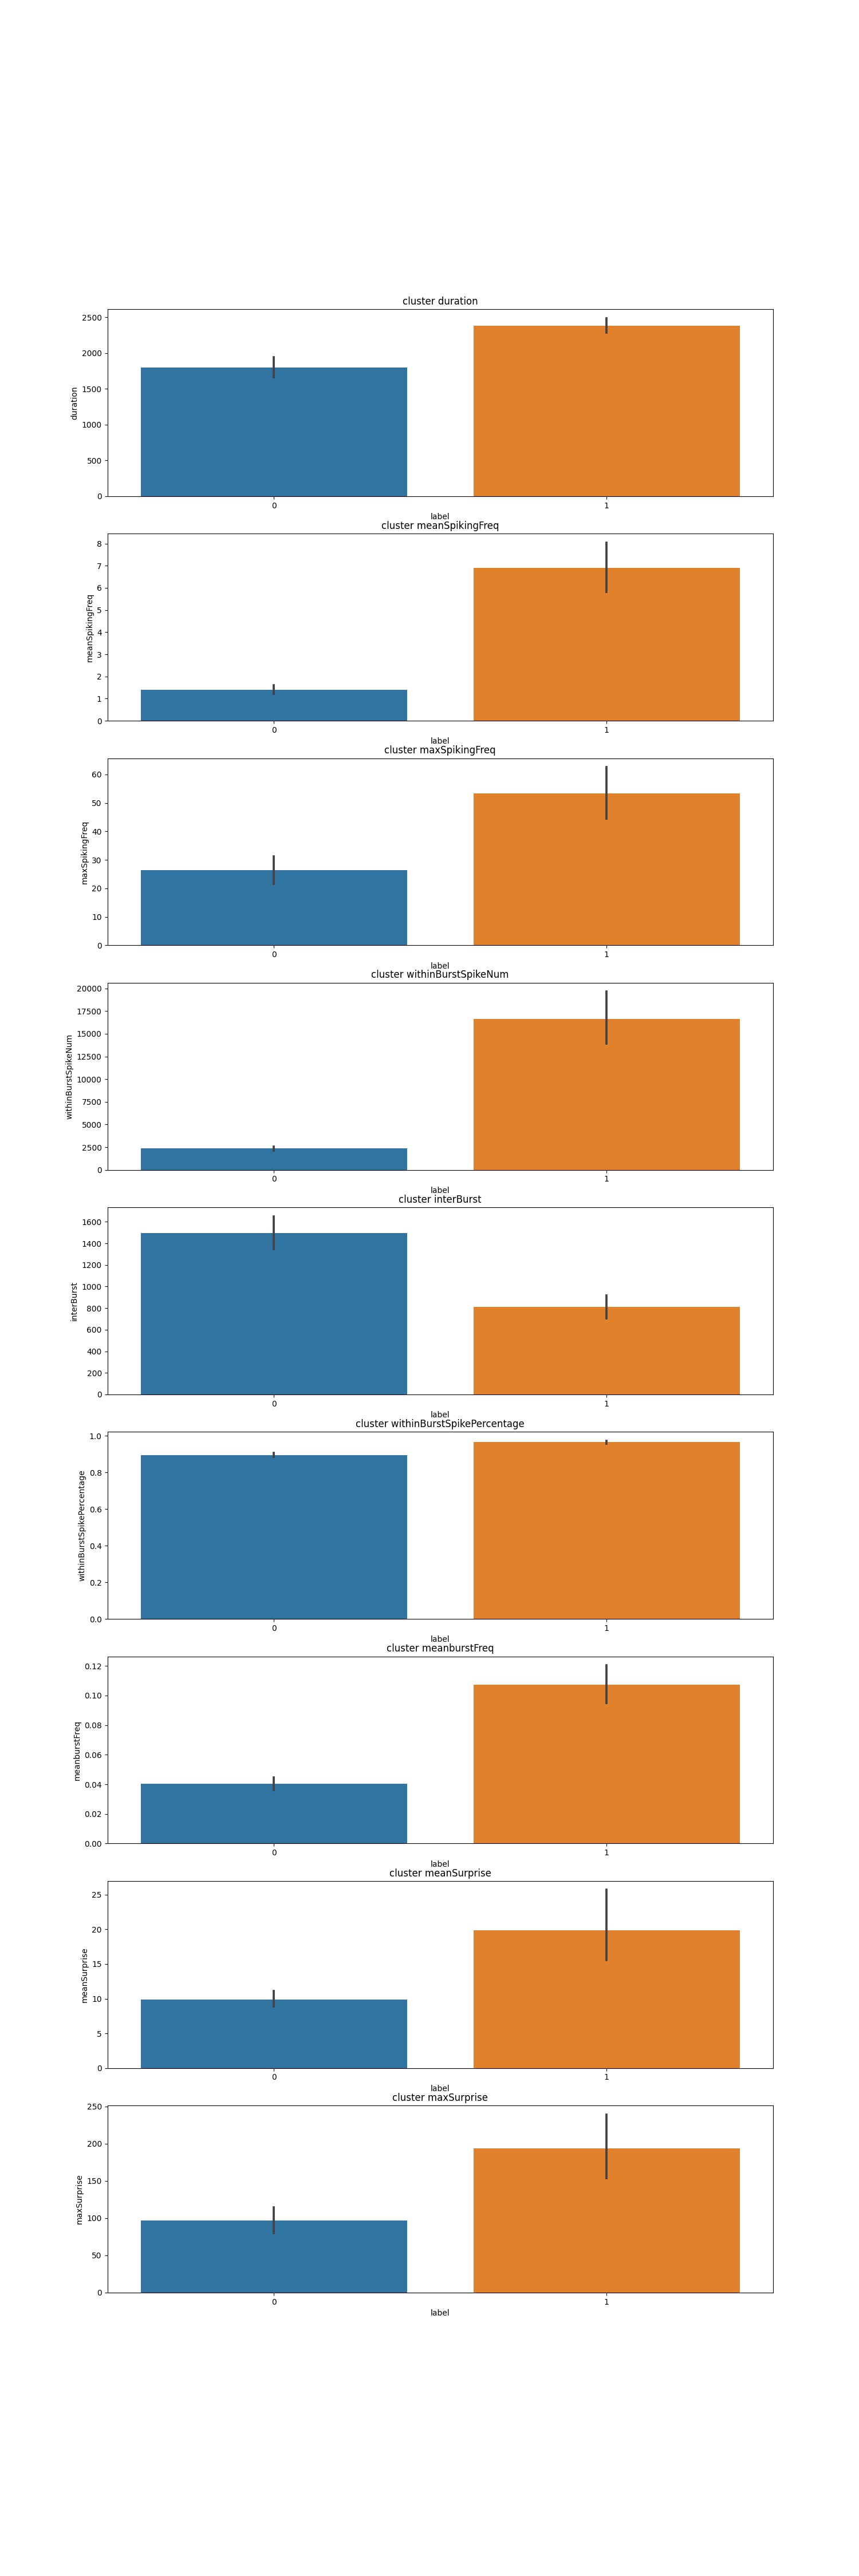 cluster duration
2500
2000
1500
1000
500
0
duration
0 1
label
cluster meanSpikingFreq
8
7
6
5
4
3
2
1
0
meanSpikingFreq
0 1
label
cluster maxSpikingFreq
60
50
40
30
20
10
0
maxSpikingFreq
0 1
label
cluster withinBurstSpikeNum
20000
17500
15000
12500
10000
7500
5000
2500
0
withinBurstSpikeNum
0 1
label
cluster interBurst
1600
1400
1200
1000
800
600
400
200
0
interBurst
0 1
label
cluster withinBurstSpikePercentage
1.0
0.8
0.6
0.4
0.2
0.0
withinBurstSpikePercentage
0 1
label
cluster meanburstFreq
0.12
0.10
0.08
0.06
0.04
0.02
0.00
meanburstFreq
0 1
label
cluster meanSurprise
25
20
15
10
5
0
meanSurprise
0 1
label
cluster maxSurprise
250
200
150
100
50
0
maxSurprise
0 1
label